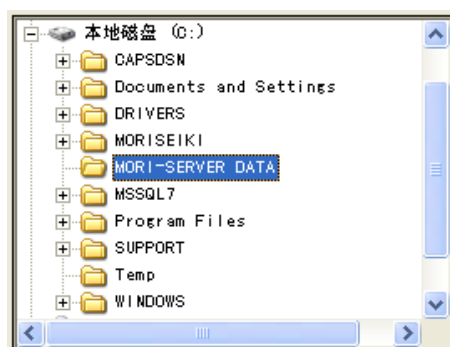 本地磁盘 (C:)
CAPSDSN
Documents and Settings
DRIVERS
MORISEIKI
MORI-SERVER DATA
MSSQL7
Program Files
SUPPORT
Temp
WINDOWS